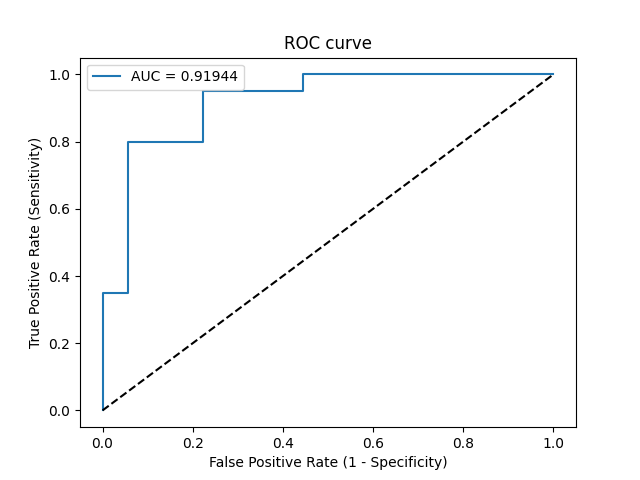 ROC curve
AUC = 0.91944
1.0
0.8
0.6
0.4
0.2
0.0
True Positive Rate (Sensitivity)
0.0 0.2 0.4 0.6 0.8 1.0
False Positive Rate (1 - Specificity)